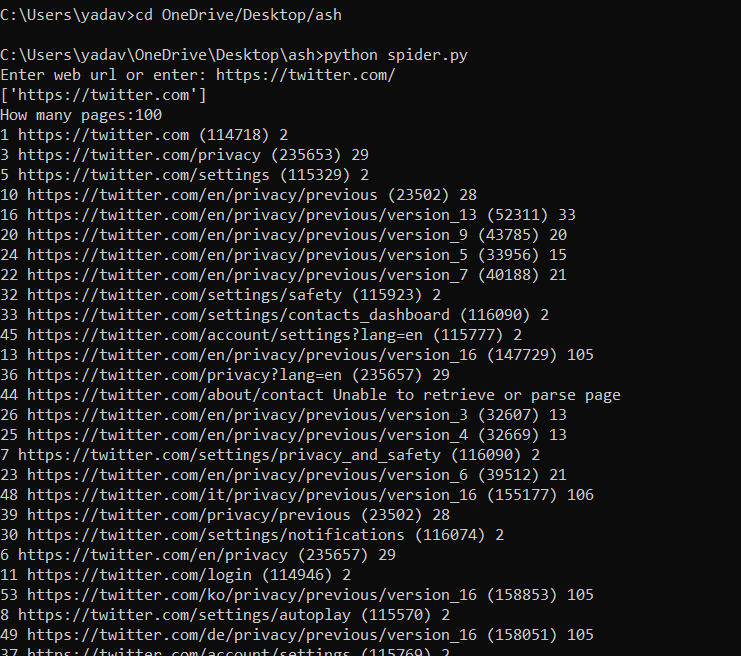 C:\Users\yadav>cd OneDrive/Desktop/ash
C:\Users\yadav\OneDrive\Desktop\ash>python spider.py
Enter web url or enter: https://twitter.com/
['https://twitter.com']
How many pages:100
1 https://twitter.com (114718) 2
3 https://twitter.com/privacy (235653) 29
5 https://twitter.com/settings (115329) 2
10 https://twitter.com/en/privacy/previous (23502) 28
16 https://twitter.com/en/privacy/previous/version_13 (52311) 33
20 https://twitter.com/en/privacy/previous/version_9 (43785) 20
24 https://twitter.com/en/privacy/previous/version_5 (33956) 15
22 https://twitter.com/en/privacy/previous/version_7 (40188) 21
32 https://twitter.com/settings/safety (115923) 2
33 https://twitter.com/settings/contacts_dashboard (116090) 2
45 https://twitter.com/account/settings?lang=en (115777) 2
13 https://twitter.com/en/privacy/previous/version_16 (147729) 105
36 https://twitter.com/privacy?lang=en (235657) 29
44 https://twitter.com/about/contact Unable to retrieve or parse page
26 https://twitter.com/en/privacy/previous/version_3 (32607) 13
25 https://twitter.com/en/privacy/previous/version_4 (32669) 13
7 https://twitter.com/settings/privacy_and_safety (116090) 2
23 https://twitter.com/en/privacy/previous/version_6 (39512) 21
48 https://twitter.com/it/privacy/previous/version_16 (155177) 106
39 https://twitter.com/privacy/previous (23502) 28
30 https://twitter.com/settings/notifications (116074) 2
6 https://twitter.com/en/privacy (235657) 29
11 https://twitter.com/login (114946) 2
53 https://twitter.com/ko/privacy/previous/version_16 (158853) 105
8 https://twitter.com/settings/autoplay (115570) 2
49 https://twitter.com/de/privacy/previous/version_16 (158051) 105
37 https://twitter.com/account/settings (115769) 2